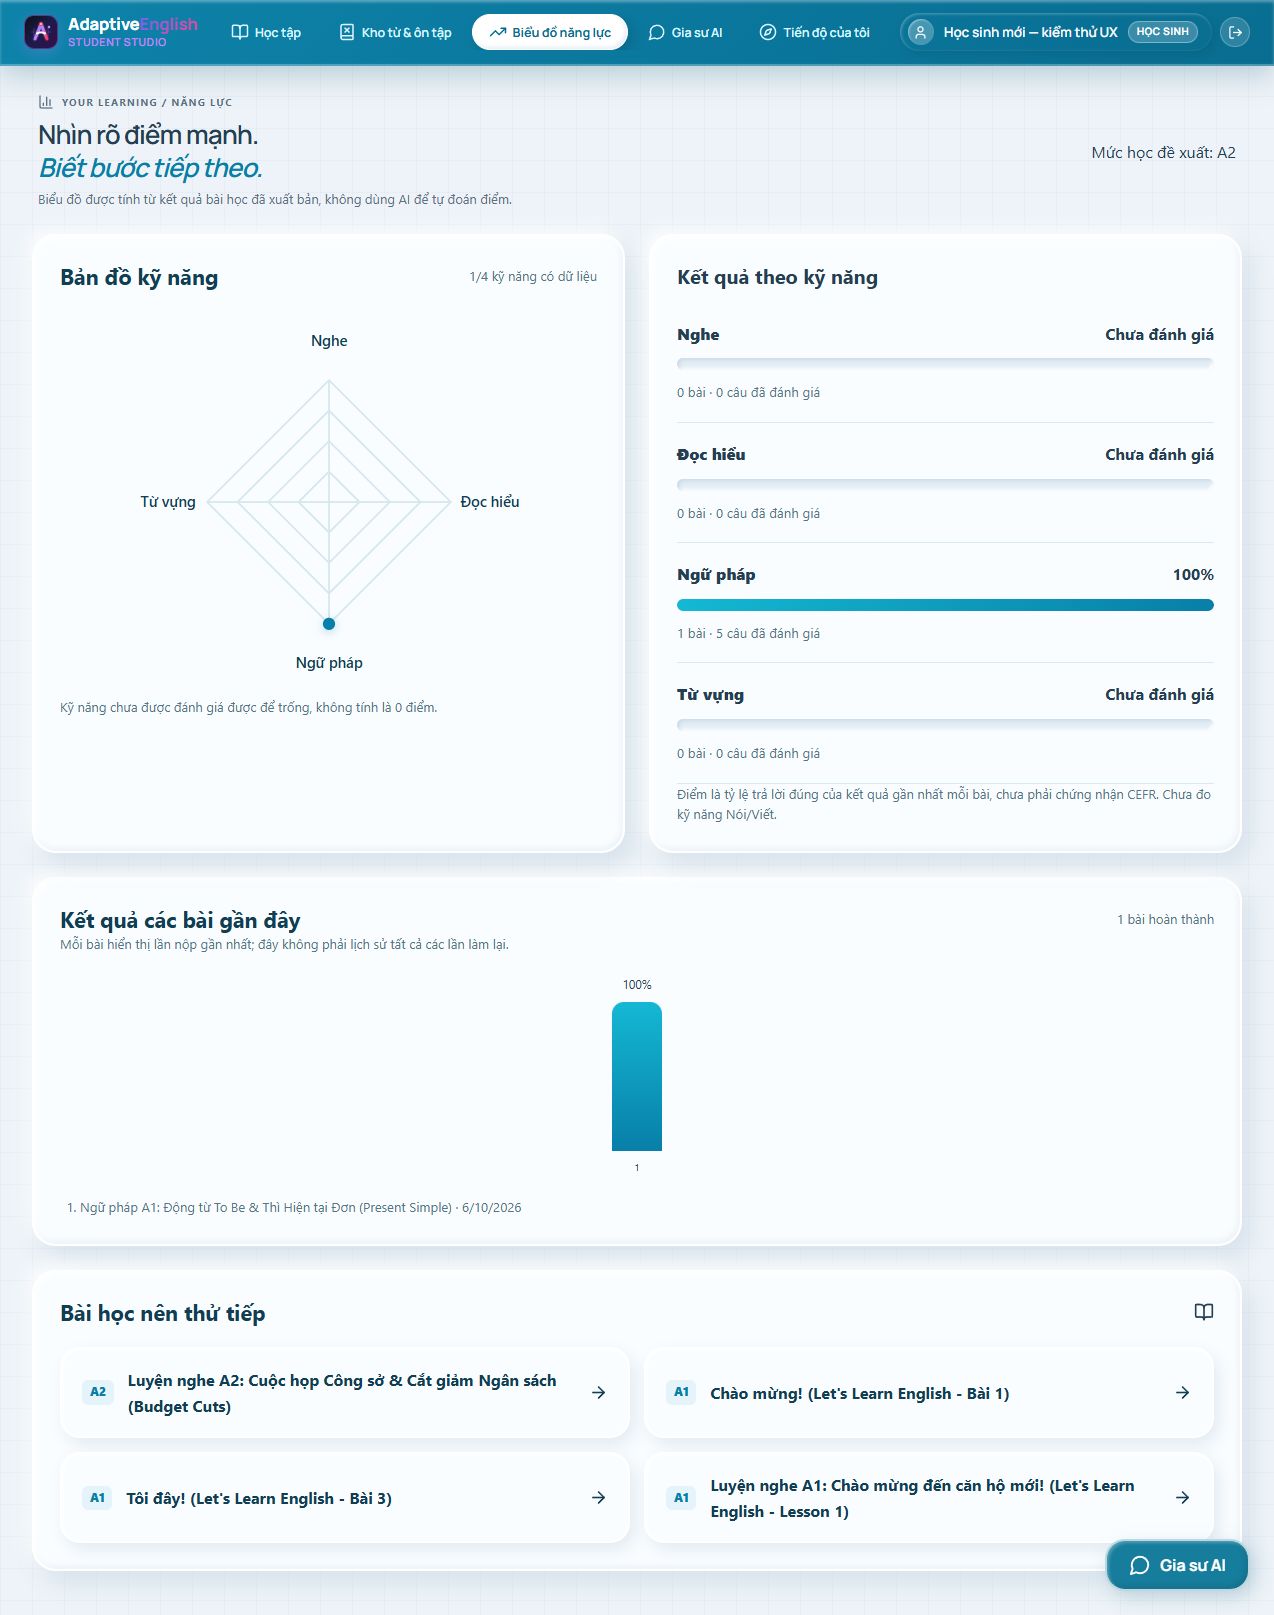 AdaptiveEnglish
STUDENT STUDIO
Học tập
Kho từ & ôn tập
Biểu đồ năng lực
Gia sư AI
Tiến độ của tôi
Học sinh mới — kiểm thử UX
HỌC SINH
YOUR LEARNING / NĂNG LỰC
Nhìn rõ điểm mạnh.
Biết bước tiếp theo.
Biểu đồ được tính từ kết quả bài học đã xuất bản, không dùng AI để tự đoán điểm.
Mức học đề xuất: A2
Bản đồ kỹ năng
1/4 kỹ năng có dữ liệu
Nghe
Từ vựng
Đọc hiểu
Ngữ pháp
Kỹ năng chưa được đánh giá được để trống, không tính là 0 điểm.
Kết quả theo kỹ năng
Nghe
Chưa đánh giá
0 bài · 0 câu đã đánh giá
Đọc hiểu
Chưa đánh giá
0 bài · 0 câu đã đánh giá
Ngữ pháp
100%
1 bài · 5 câu đã đánh giá
Từ vựng
Chưa đánh giá
0 bài · 0 câu đã đánh giá
Điểm là tỷ lệ trả lời đúng của kết quả gần nhất mỗi bài, chưa phải chứng nhận CEFR. Chưa đo
kỹ năng Nói/Viết.
Kết quả các bài gần đây
1 bài hoàn thành
Mỗi bài hiển thị lần nộp gần nhất; đây không phải lịch sử tất cả các lần làm lại.
100%
1
1. Ngữ pháp A1: Động từ To Be & Thì Hiện tại Đơn (Present Simple) · 6/10/2026
Bài học nên thử tiếp
A2
Luyện nghe A2: Cuộc họp Công sở & Cắt giảm Ngân sách
(Budget Cuts)
A1
Chào mừng! (Let's Learn English - Bài 1)
A1
Tôi đây! (Let's Learn English - Bài 3)
A1
Luyện nghe A1: Chào mừng đến căn hộ mới! (Let's Learn
English - Lesson 1)
Gia sư AI